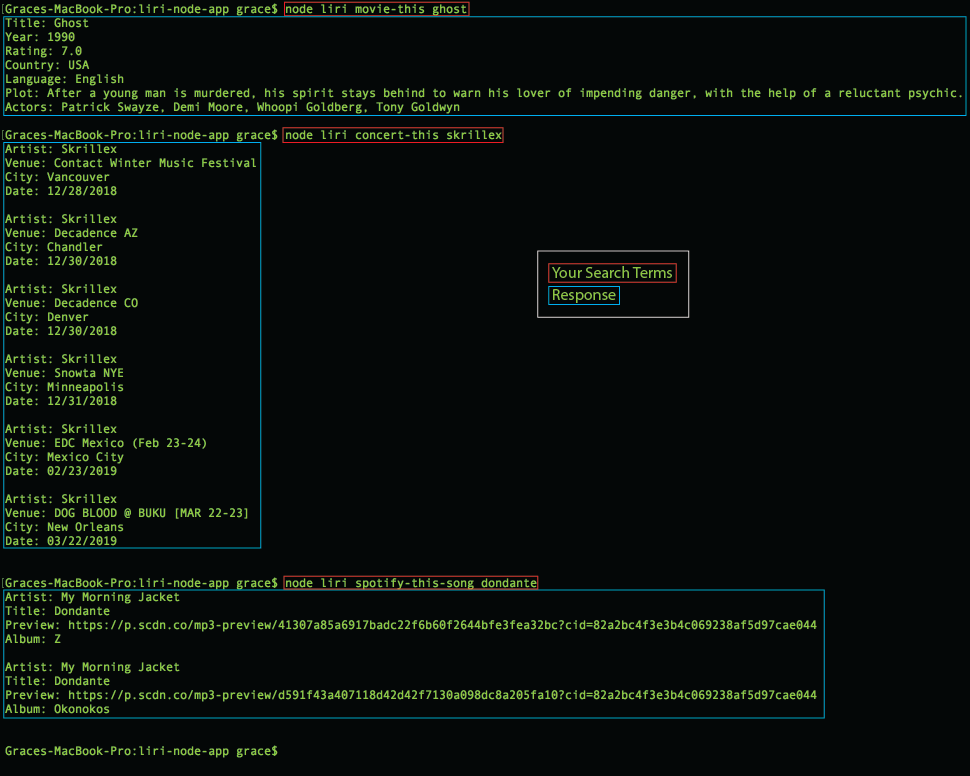 Graces-MacBook-Pro:liri-node-app grace$ node liri movie-this ghost
Title: Ghost
Year: 1990
Rating: 7.0
Country: USA
Language: English
Plot: After a young man is murdered, his spirit stays behind to warn his lover of impending danger, with the help of a reluctant psychic.
Actors: Patrick Swayze, Demi Moore, Whoopi Goldberg, Tony Goldwyn
Graces-MacBook-Pro:liri-node-app grace$ node liri concert-this skrillex
Artist: Skrillex
Venue: Contact Winter Music Festival
City: Vancouver
Date: 12/28/2018
Artist: Skrillex
Venue: Decadence AZ
City: Chandler
Date: 12/30/2018
Artist: Skrillex
Venue: Decadence CO
City: Denver
Date: 12/30/2018
Artist: Skrillex
Venue: Snowta NYE
City: Minneapolis
Date: 12/31/2018
Artist: Skrillex
Venue: EDC Mexico (Feb 23-24)
City: Mexico City
Date: 02/23/2019
Artist: Skrillex
Venue: DOG BLOOD @ BUKU [MAR 22-23]
City: New Orleans
Date: 03/22/2019
Your Search Terms
Response
Graces-MacBook-Pro:liri-node-app grace$ node liri spotify-this-song dondante
Artist: My Morning Jacket
Title: Dondante
Preview: https://p.scdn.co/mp3-preview/41307a85a6917badc22f6b60f2644bfe3fea32bc?cid=82a2bc4f3e3b4c069238af5d97cae044
Album: Z
Artist: My Morning Jacket
Title: Dondante
Preview: https://p.scdn.co/mp3-preview/d591f43a407118d42d42f7130a098dc8a205fa10?cid=82a2bc4f3e3b4c069238af5d97cae044
Album: Okonokos
Graces-MacBook-Pro:liri-node-app grace$